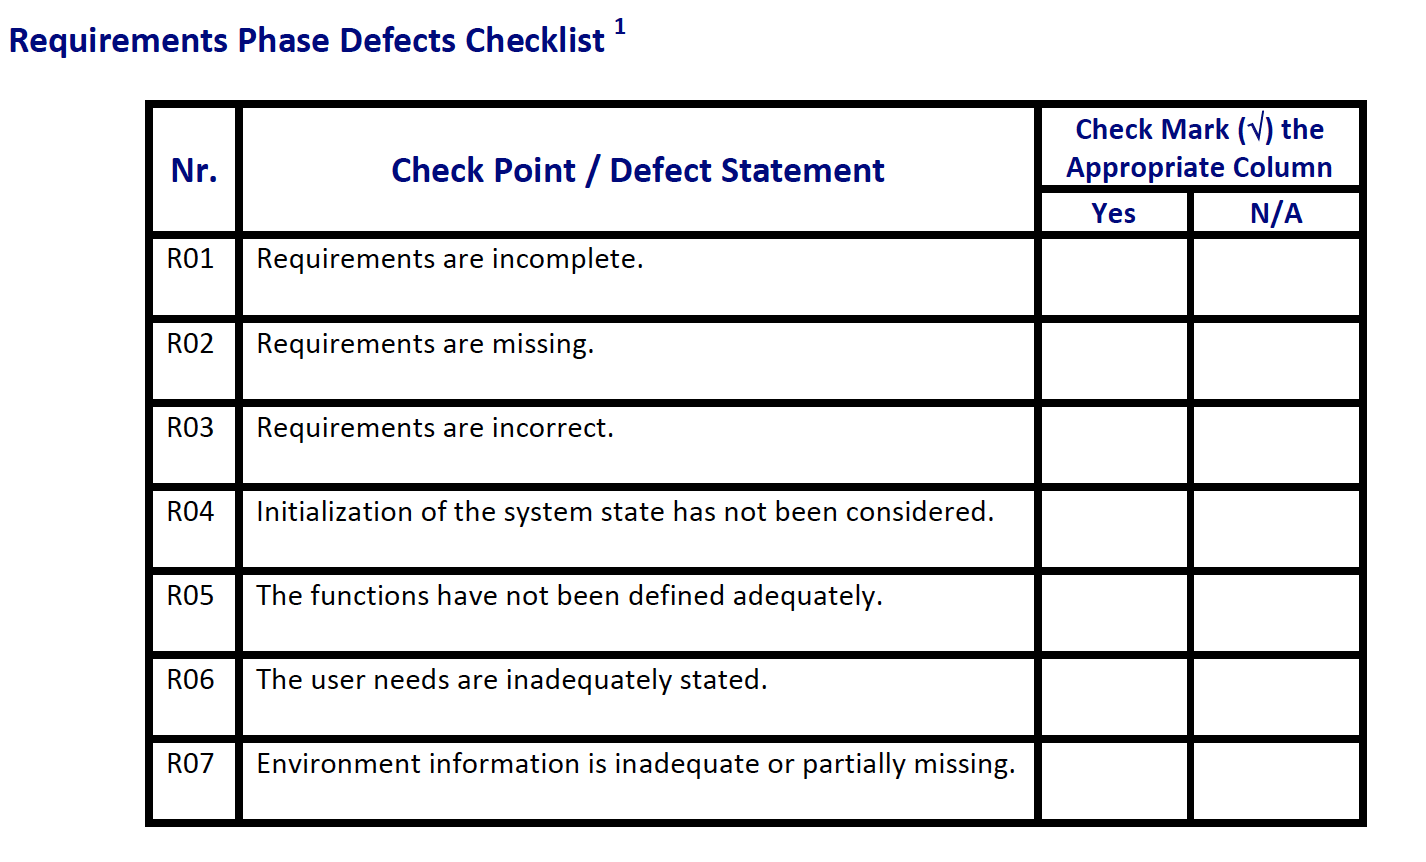 Requirements Phase Defects Checklist 1
Nr.
Check Point / Defect Statement
Check Mark (√) the
Appropriate Column
Yes
N/A
R01 Requirements are incomplete.
R02 Requirements are missing.
R03 Requirements are incorrect.
R04 Initialization of the system state has not been considered.
R05 The functions have not been defined adequately.
R06 The user needs are inadequately stated.
R07 Environment information is inadequate or partially missing.